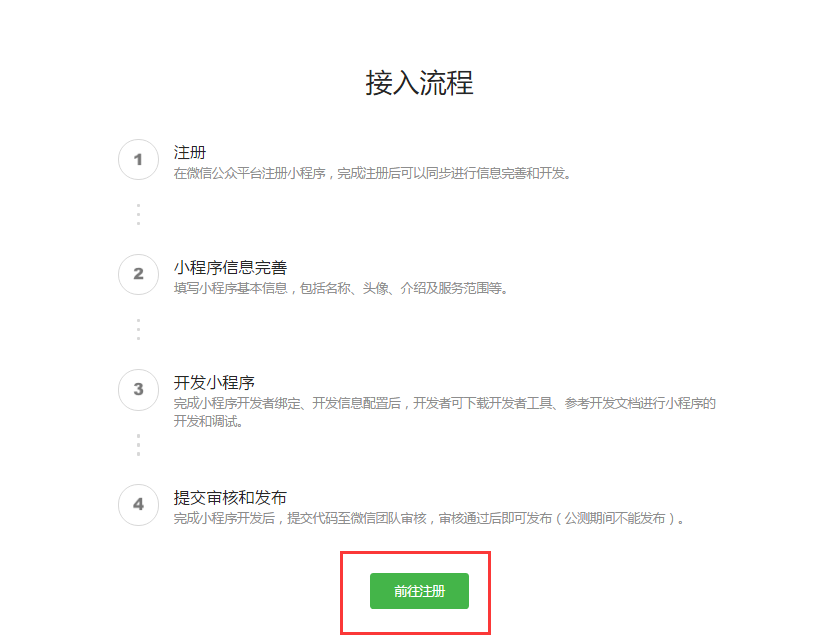 接入流程
1
注册
在微信公众平台注册小程序，完成注册后可以同步进行信息完善和开发。
2
小程序信息完善
填写小程序基本信息，包括名称、头像、介绍及服务范围等。
3
开发小程序
完成小程序开发者绑定、开发信息配置后，开发者可下载开发者工具、参考开发文档进行小程序的
开发和调试。
4
提交审核和发布
完成小程序开发后，提交代码至微信团队审核，审核通过后即可发布（公测期间不能发布）。
前往注册